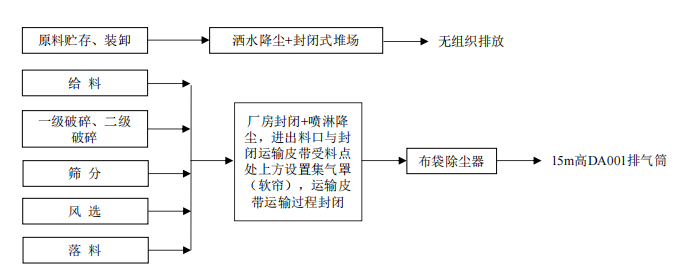 原料贮存、装卸
洒水降尘+封闭式堆场
无组织排放
给 料
一级破碎、二级
破碎
筛 分
风 选
落 料
厂房封闭+喷淋降
尘，进出料口与封
闭运输皮带受料点
处上方设置集气罩
（软帘），运输皮
带运输过程封闭
布袋除尘器
15m高DA001排气筒